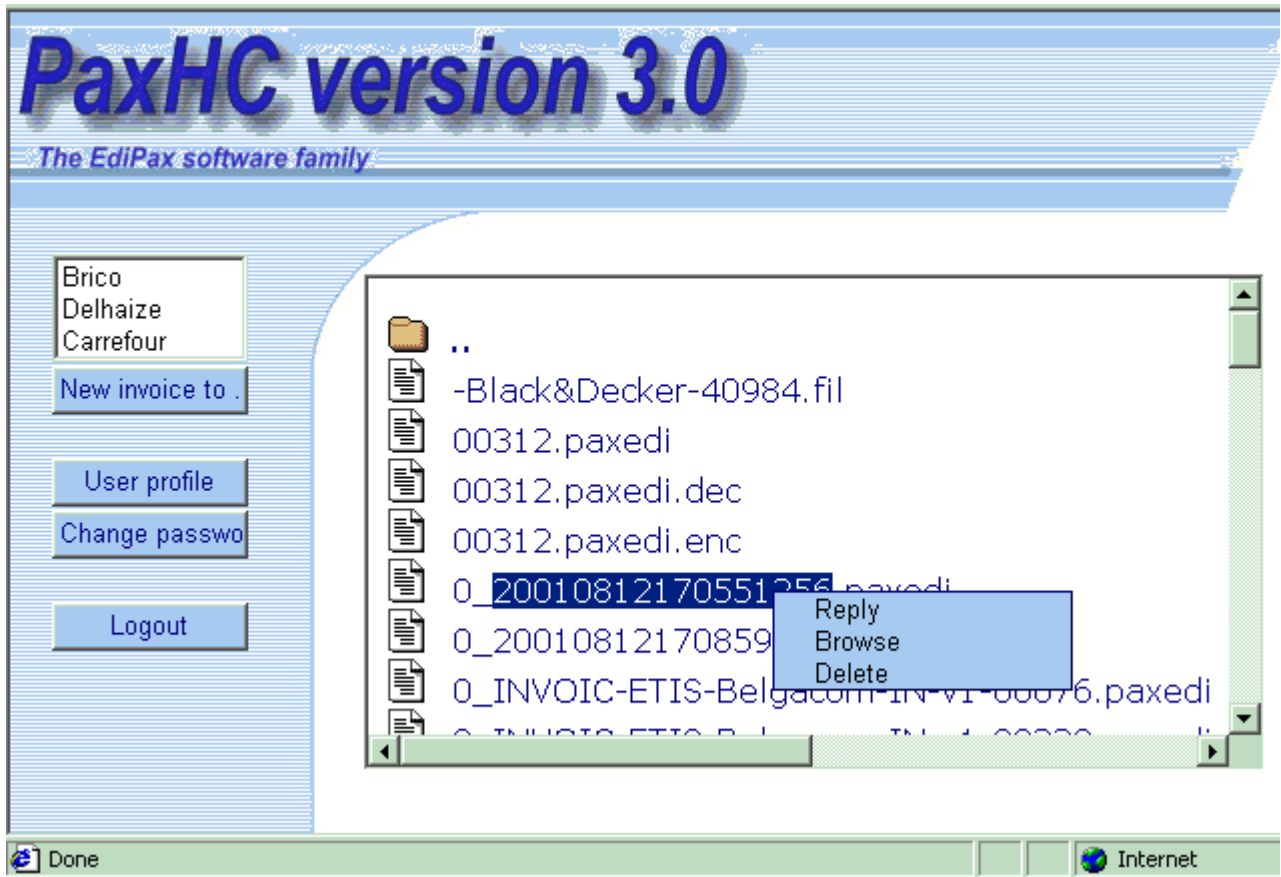 PaxHC version 3.0
The EdiPax software family
Brico
Delhaize
Carrefour
New invoice to .
User profile
Change passwo
Logout
..
-Black&Decker-40984.fil
00312.paxedi
00312.paxedi.dec
00312.paxedi.enc
0_20010812170551256.paxedi
0_20010812170859
0_INVOIC-ETIS-Belgacom-IN-v1-00076.paxedi
Reply
Browse
Delete
Done
Internet